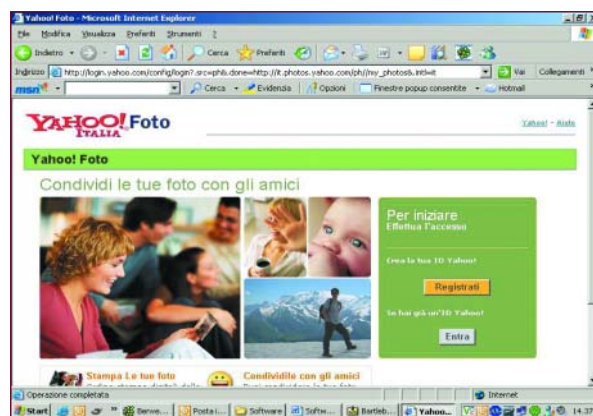 Yahoo! Foto - Microsoft Internet Explorer
File Modifica Visualizza Preferiti Strumenti ?
Indietro Cerca Preferiti
Indirizzo http://login.yahoo.com/config/login?.src=ph&.done=http://it.photos.yahoo.com/ph//my_photos&.intl=it Vai Collegamenti
msn Cerca Evidenzia Opzioni Finestre popup consentite Hotmail
YAHOO! Foto
ITALIA
Yahoo! - Aiuto
Yahoo! Foto
Condividi le tue foto con gli amici
Per iniziare
Effettua l'accesso
Crea la tua ID Yahoo!
Registrati
Se hai già un'ID Yahoo!
Entra
Stampa Le tue foto
Condividile con gli amici
Operazione completata
Internet
Start Posta i... Software Softw... Bartleb... Yahoo...